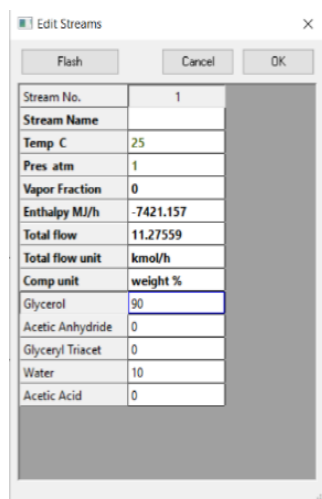 Edit Streams
Flash Cancel OK
Stream No. 1
Stream Name
Temp C 25
Pres atm 1
Vapor Fraction 0
Enthalpy MJ/h -7421.157
Total flow 11.27559
Total flow unit kmol/h
Comp unit weight %
Glycerol 90
Acetic Anhydride 0
Glyceryl Triacet 0
Water 10
Acetic Acid 0